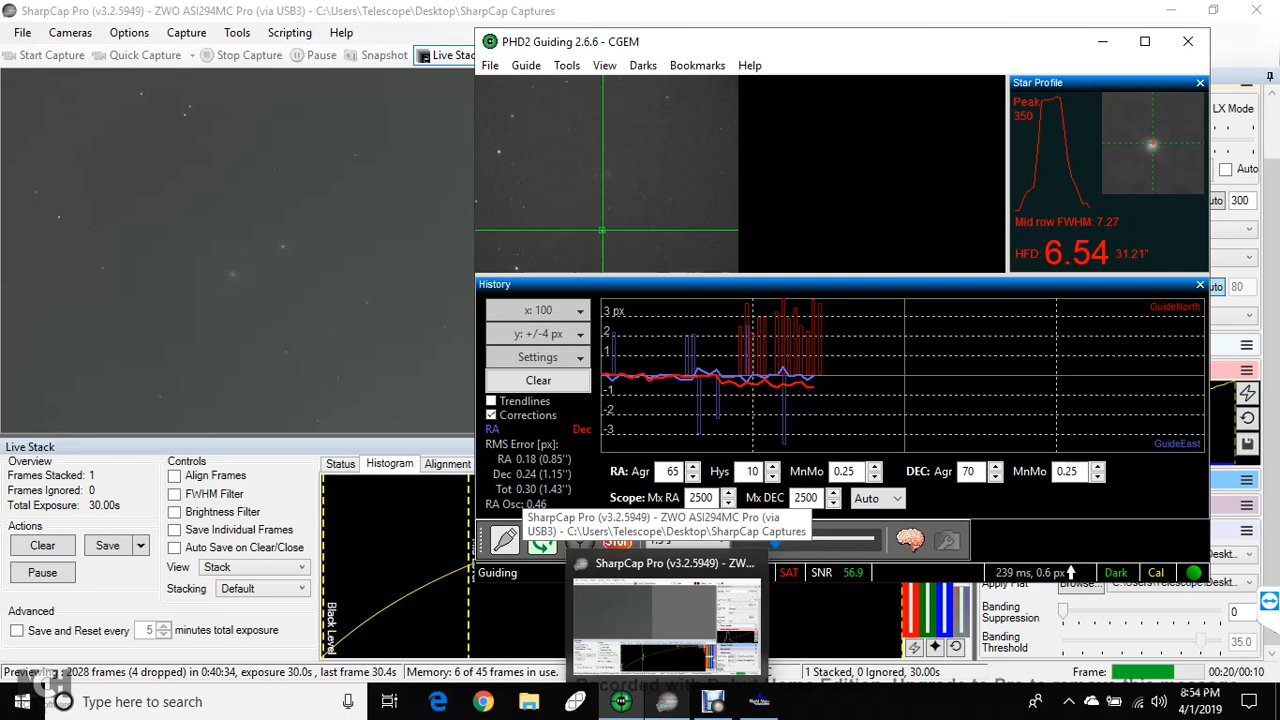 SharpCap Pro (v3.2.5949) - ZWO ASI294MC Pro (via USB3) - C:\Users\Telescope\Desktop\SharpCap Captures
File Cameras Options Capture Tools Scripting Help
Start Capture Quick Capture Stop Capture Pause Snapshot Live Stac
PHD2 Guiding 2.6.6 - CGEM
File Guide Tools View Darks Bookmarks Help
Star Profile
Peak
350
Mid row FWHM: 7.27
HFD: 6.54 31.21"
LX Mode
Auto
uto 300
uto 80
History
x: 100
y: +/-4 px
Settings
Clear
Trendlines
Corrections
RA Dec
RMS Error [px]:
RA 0.18 (0.85'')
Dec 0.24 (1.15'')
Tot 0.30 (1.43'')
RA Osc: 0.46
3 px
2
1
-1
-2
-3
GuideNorth
GuideEast
RA: Agr 65 Hys 10 MnMo 0.25 DEC: Agr 70 MnMo 0.25
Scope: Mx RA 2500 Mx DEC 2500 Auto
SharpCap Pro (v3.2.5949) - ZWO ASI294MC Pro (via
USB3) - C:\Users\Telescope\Desktop\SharpCap Captures
SharpCap Pro (v3.2.5949) - ZW...
Guiding SAT SNR 56.9 239 ms, 0.6 px Dark Cal
Live Stack
Overview
Frames Stacked: 1
Frames Ignored: 0
Total Exposure: 30.00s
Actions
Clear Save
Pause
Controls
Align Frames
FWHM Filter
Brightness Filter
Save Individual Frames
Auto Save on Clear/Close
View Stack
Stacking Default
Advanced
Save and Reset every 5 minutes total exposure
Status Histogram Alignment
Black Level
Browse...
Banding
Suppression 0
Banding
Threshold 35.0
2028 frames (1 dropped) in 0:40:34, exposure 30.0s, last frame 30.4s Memory: 6 of 45 frames in use. 1 Stacked, 0 Ignored, 30.00s Frame: 00:20/00:10
Type here to search
8:54 PM
4/1/2019